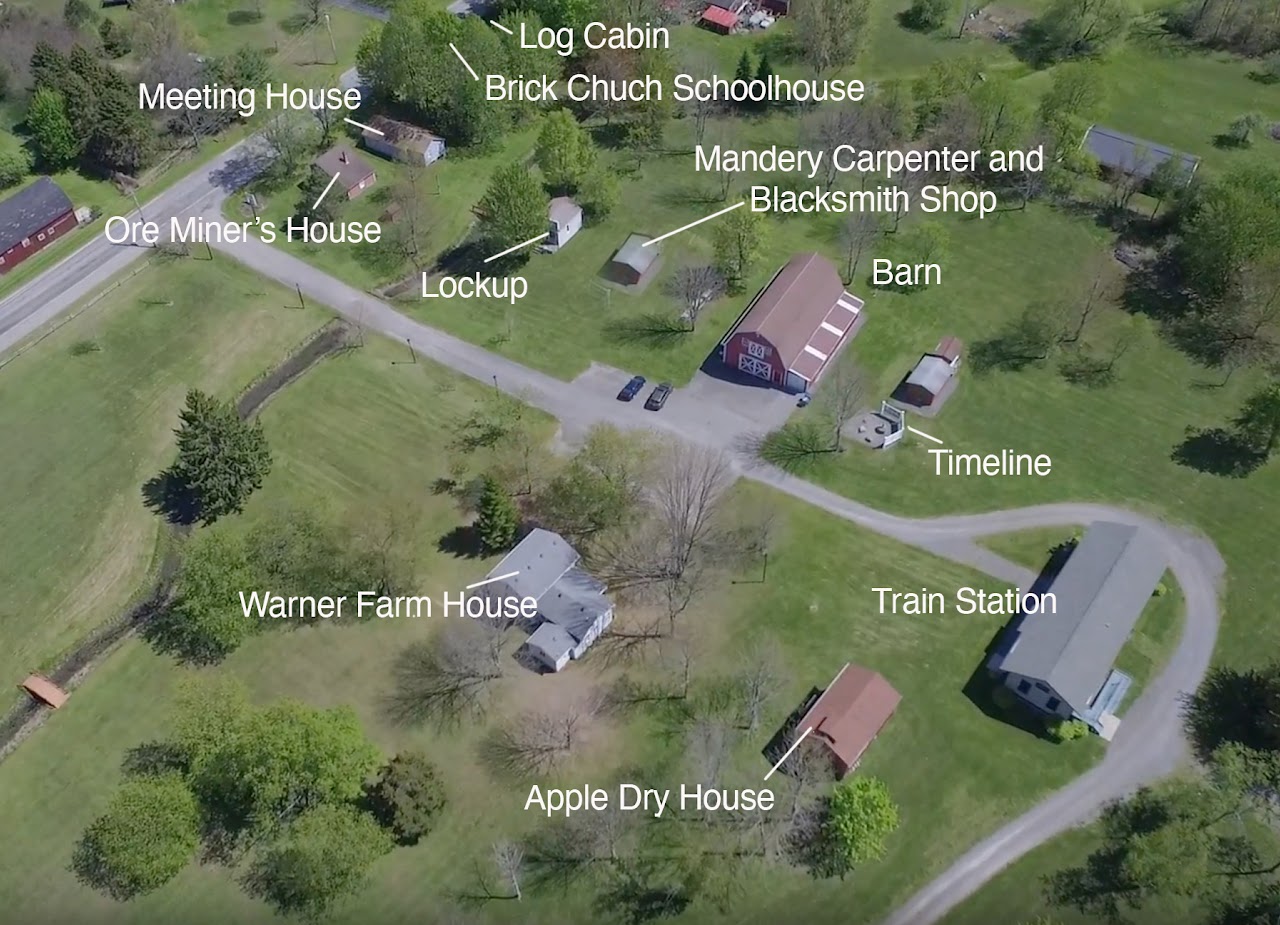 Log Cabin
Brick Chuch Schoolhouse
Meeting House
Mandery Carpenter and
Blacksmith Shop
Ore Miner's House
Lockup
Barn
Timeline
Warner Farm House
Train Station
Apple Dry House